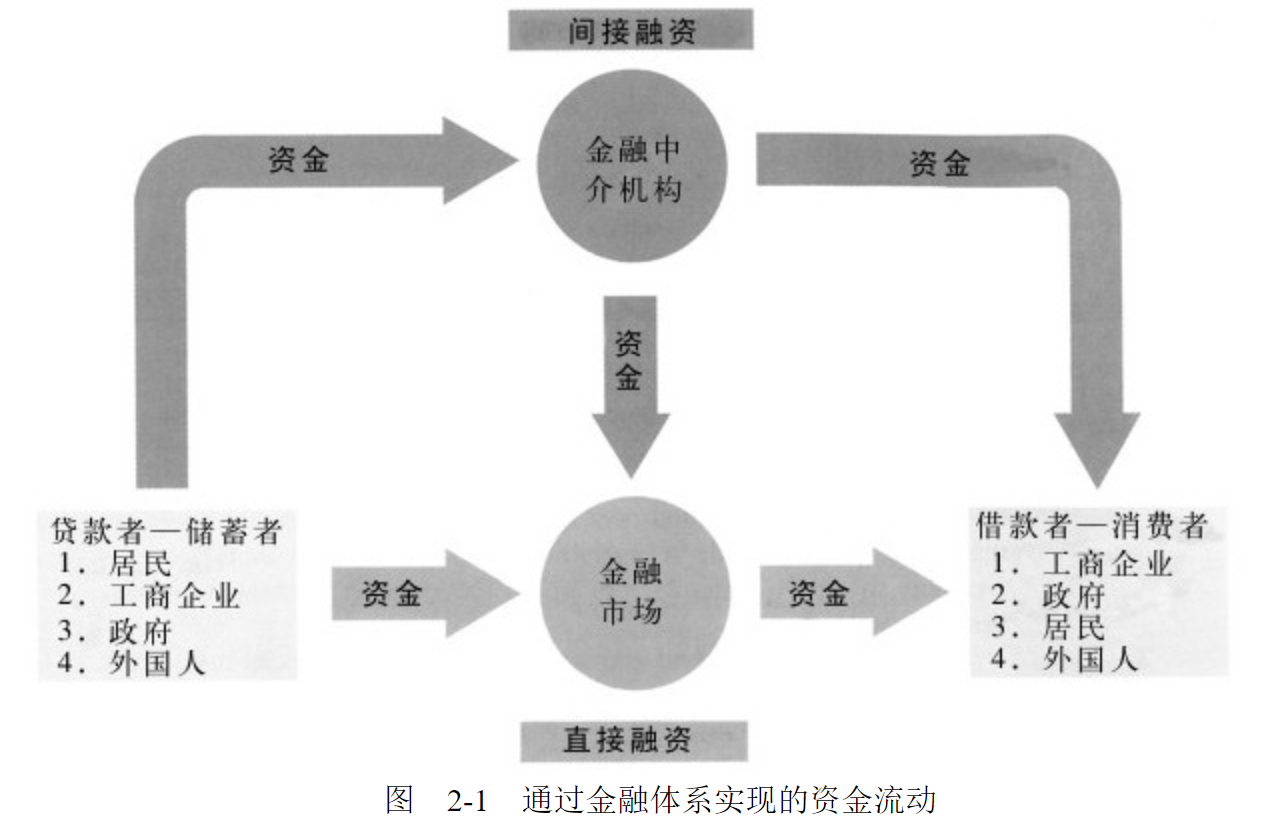 间接融资
金融中
介机构
资金
资金
资
金
贷款者—储蓄者
1. 居民
2. 工商企业
3. 政府
4. 外国人
资金
金融
市场
资金
借款者—消费者
1. 工商企业
2. 政府
3. 居民
4. 外国人
直接融资
图 2-1 通过金融体系实现的资金流动